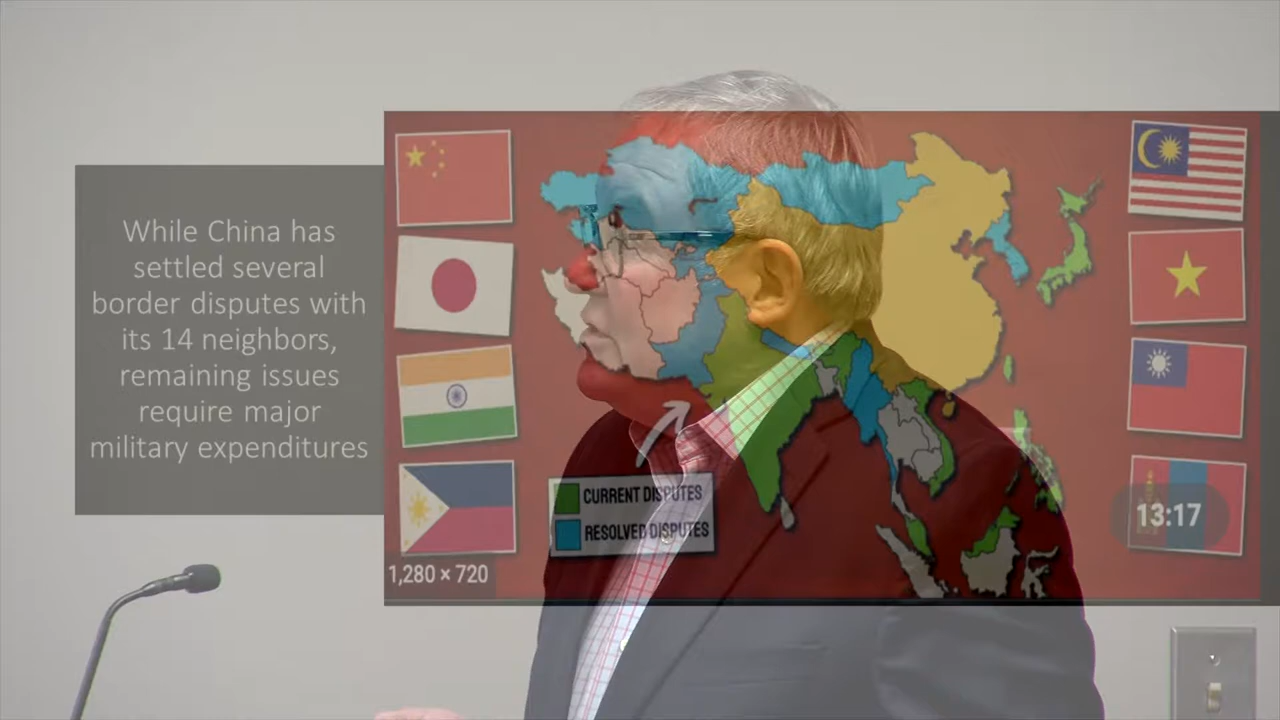 While China has
settled several
border disputes with
its 14 neighbors,
remaining issues
require major
military expenditures
CURRENT DISPUTES
RESOLVED DISPUTES
13:17
1,280 × 720